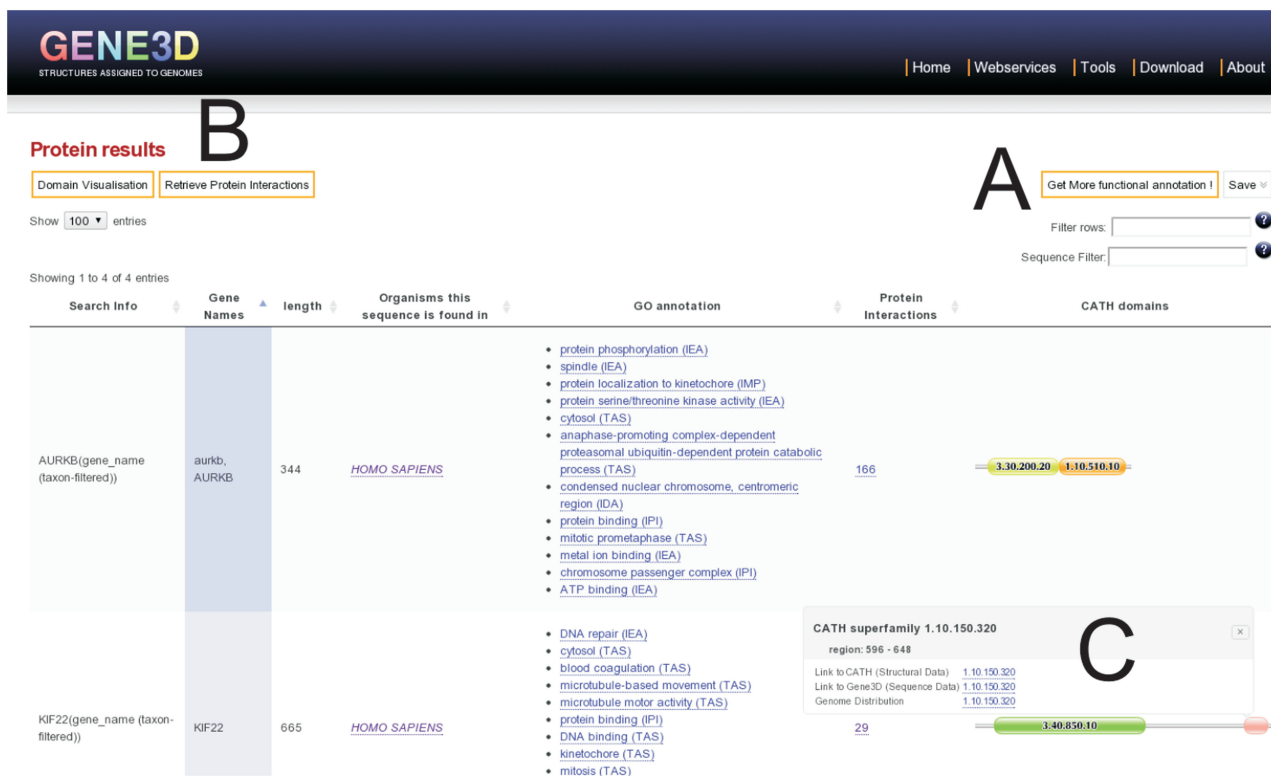 GENE3D
STRUCTURES ASSIGNED TO GENOMES
Home
Webservices
Tools
Download
About
B
Protein results
A
Domain Visualisation
Retrieve Protein Interactions
Get More functional annotation !
Save
Show 100 entries
Filter rows:
?
Sequence Filter:
?
Showing 1 to 4 of 4 entries
Search Info
Gene
Names
length
Organisms this
sequence is found in
GO annotation
Protein
Interactions
CATH domains
AURKB(gene_name
(taxon-filtered))
aurkb,
AURKB
344
HOMO SAPIENS
• protein phosphorylation (IEA)
• spindle (IEA)
• protein localization to kinetochore (IMP)
• protein serine/threonine kinase activity (IEA)
• cytosol (TAS)
• anaphase-promoting complex-dependent
proteasomal ubiquitin-dependent protein catabolic
process (TAS)
• condensed nuclear chromosome, centromeric
region (IDA)
• protein binding (IPI)
• mitotic prometaphase (TAS)
• metal ion binding (IEA)
• chromosome passenger complex (IPI)
• ATP binding (IEA)
166
3.30.200.20
1.10.510.10
KIF22(gene_name (taxon-
filtered))
KIF22
665
HOMO SAPIENS
• DNA repair (IEA)
• cytosol (TAS)
• blood coagulation (TAS)
• microtubule-based movement (TAS)
• microtubule motor activity (TAS)
• protein binding (IPI)
• DNA binding (TAS)
• kinetochore (TAS)
• mitosis (TAS)
29
CATH superfamily 1.10.150.320
×
region: 596 - 648
C
Link to CATH (Structural Data) 1.10.150.320
Link to Gene3D (Sequence Data) 1.10.150.320
Genome Distribution 1.10.150.320
3.40.850.10